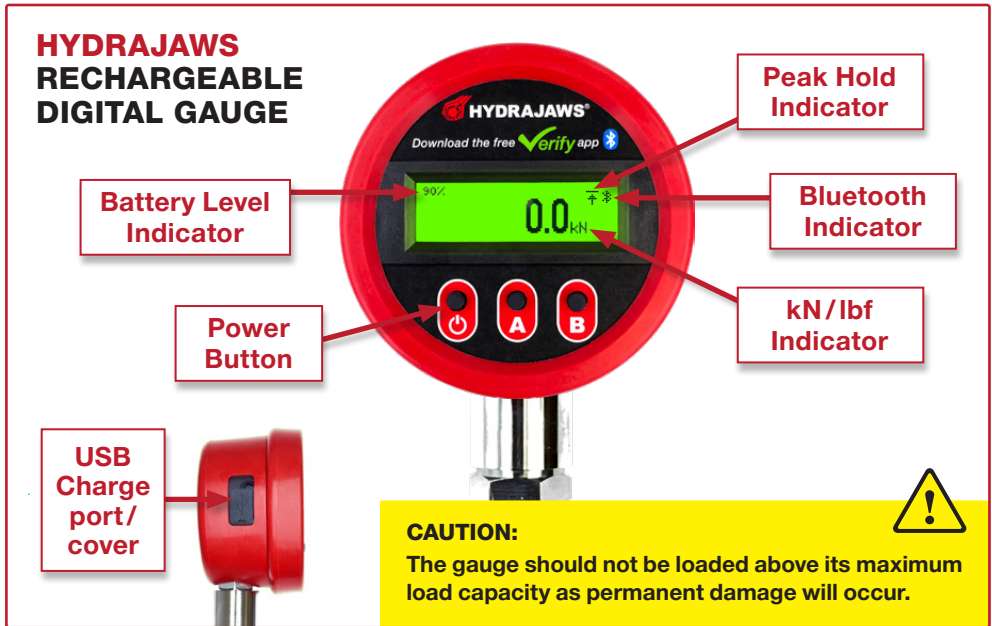 HYDRAJAWS
RECHARGEABLE
DIGITAL GAUGE
HYDRAJAWS®
Download the free Verify app
90%
0.0kN
A
B
Peak Hold
Indicator
Battery Level
Indicator
Bluetooth
Indicator
kN/lbf
Indicator
Power
Button
USB
Charge
port/
cover
CAUTION:
The gauge should not be loaded above its maximum
load capacity as permanent damage will occur.